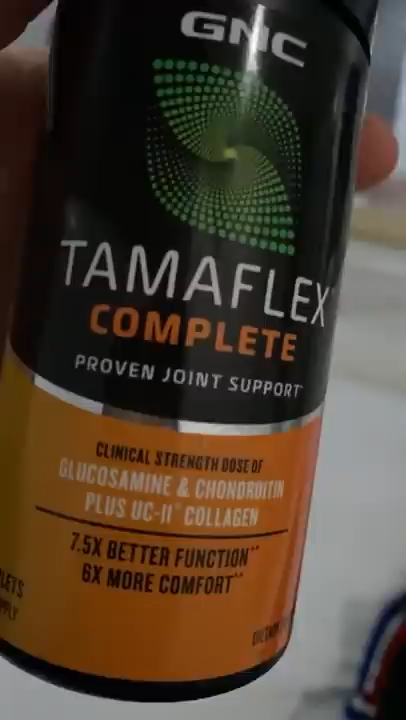 GNC
TAMAFLEX
COMPLETE
PROVEN JOINT SUPPORT
CLINICAL STRENGTH DOSE OF
GLUCOSAMINE & CHONDROITIN
PLUS UC-II® COLLAGEN
7.5X BETTER FUNCTION^^
6X MORE COMFORT^^